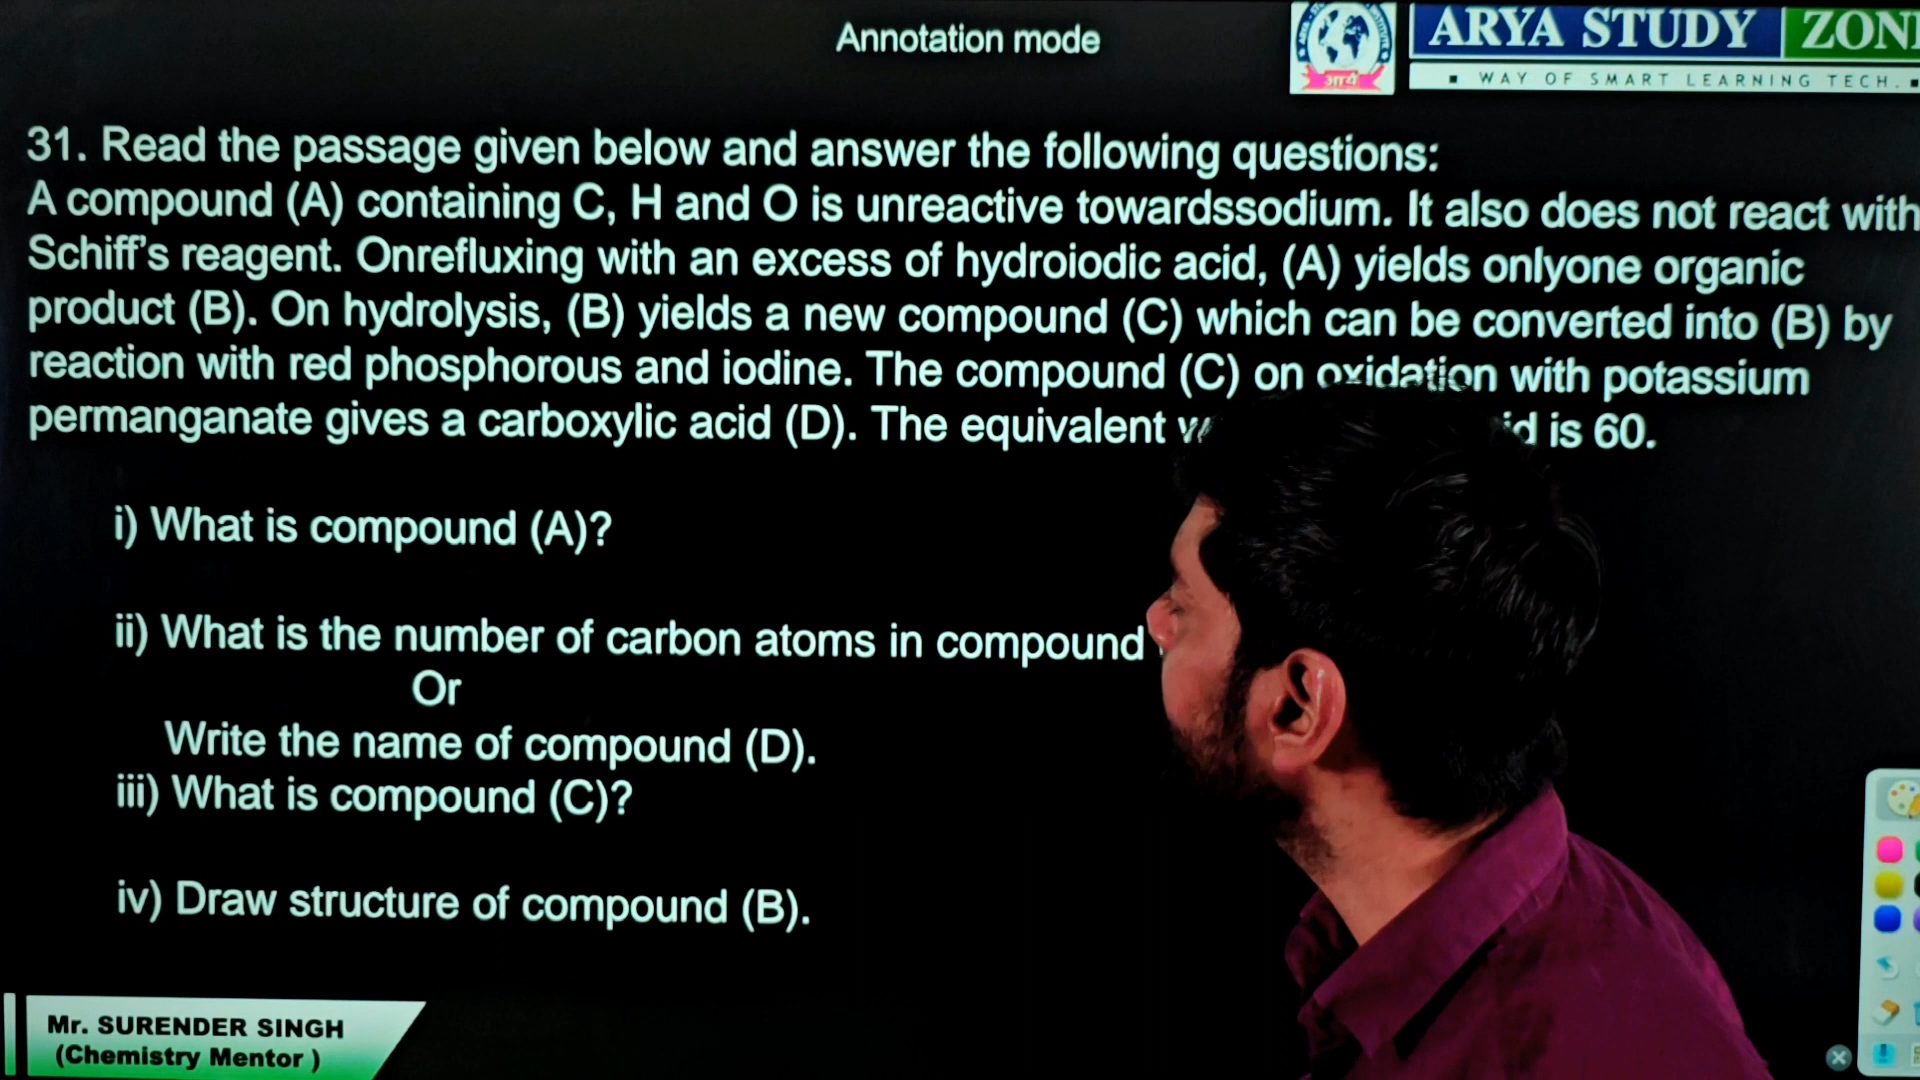 Annotation mode
ARYA STUDY
WAY OF SMART LEARNING TECH.
आर्य
31. Read the passage given below and answer the following questions:
A compound (A) containing C, H and O is unreactive towardssodium. It also does not react with
Schiff's reagent. Onrefluxing with an excess of hydroiodic acid, (A) yields onlyone organic
product (B). On hydrolysis, (B) yields a new compound (C) which can be converted into (B) by
reaction with red phosphorous and iodine. The compound (C) on oxidation with potassium
permanganate gives a carboxylic acid (D). The equivalent is 60.
i) What is compound (A)?
ii) What is the number of carbon atoms in compound
Or
Write the name of compound (D).
iii) What is compound (C)?
iv) Draw structure of compound (B).
Mr. SURENDER SINGH
(Chemistry Mentor )